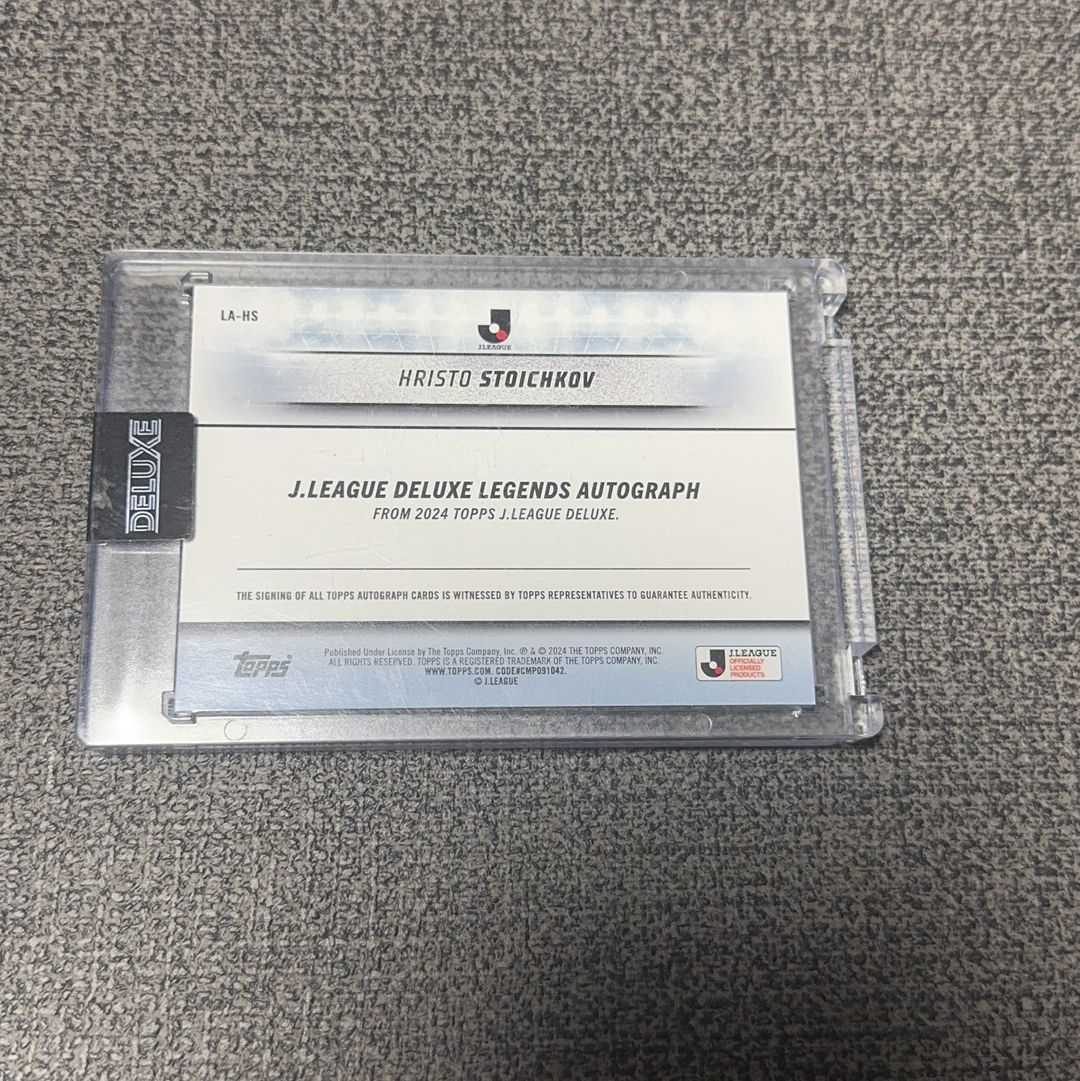 LA-HS
J.LEAGUE
HRISTO STOICHKOV
DELUXE
J.LEAGUE DELUXE LEGENDS AUTOGRAPH
FROM 2024 TOPPS J.LEAGUE DELUXE.
THE SIGNING OF ALL TOPPS AUTOGRAPH CARDS IS WITNESSED BY TOPPS REPRESENTATIVES TO GUARANTEE AUTHENTICITY.
topps
Published Under License by The Topps Company, Inc. ® & © 2024 THE TOPPS COMPANY, INC.
ALL RIGHTS RESERVED. TOPPS IS A REGISTERED TRADEMARK OF THE TOPPS COMPANY, INC.
WWW.TOPPS.COM. CODE#CMP091042.
© J.LEAGUE
J.LEAGUE
OFFICIALLY
LICENSED
PRODUCTS